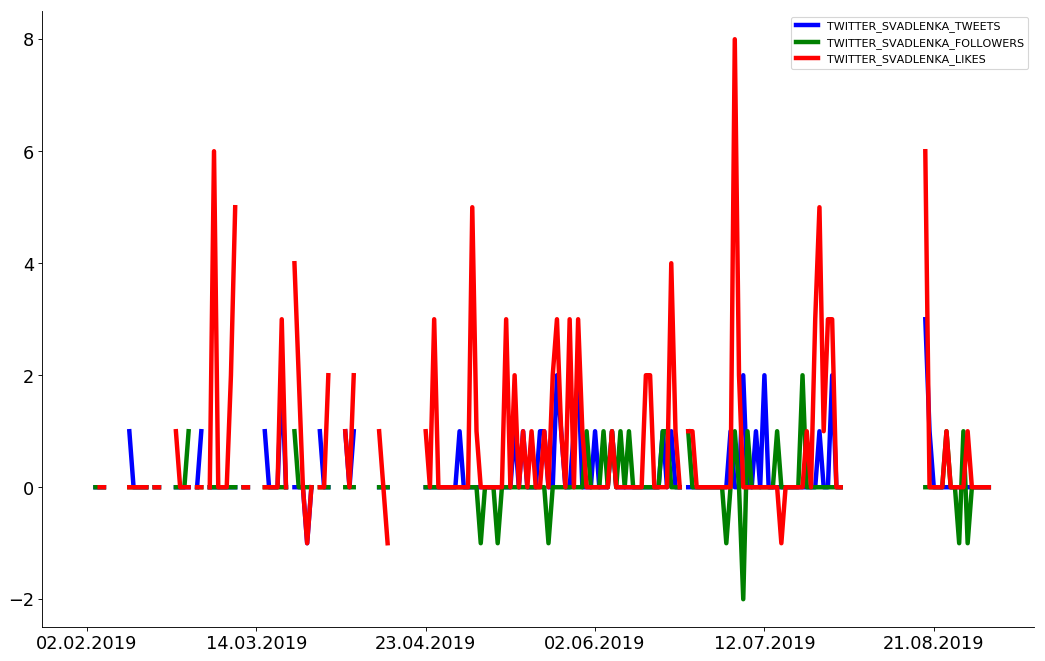 TWITTER_SVADLENKA_TWEETS
TWITTER_SVADLENKA_FOLLOWERS
TWITTER_SVADLENKA_LIKES
8
6
4
2
0
−2
02.02.2019 14.03.2019 23.04.2019 02.06.2019 12.07.2019 21.08.2019